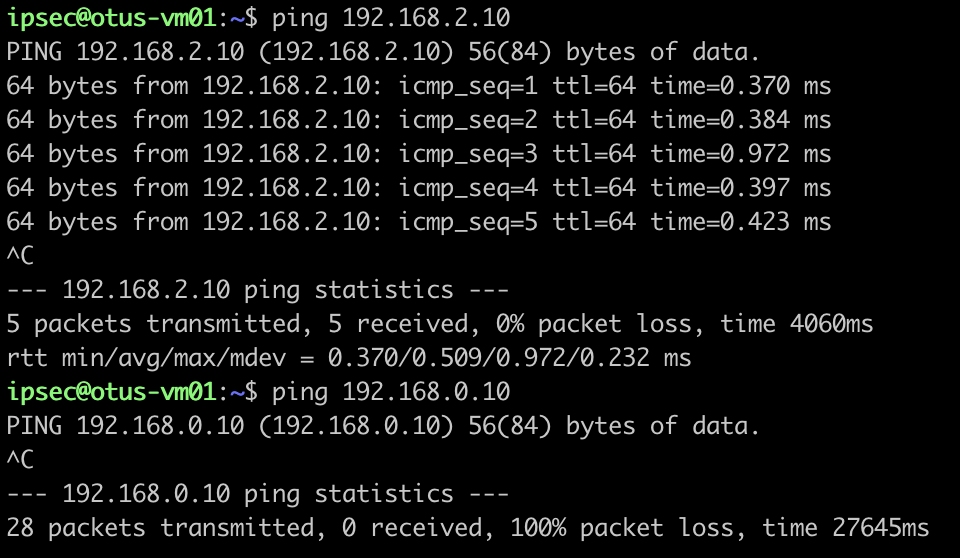 ipsec@otus-vm01:~$ ping 192.168.2.10
PING 192.168.2.10 (192.168.2.10) 56(84) bytes of data.
64 bytes from 192.168.2.10: icmp_seq=1 ttl=64 time=0.370 ms
64 bytes from 192.168.2.10: icmp_seq=2 ttl=64 time=0.384 ms
64 bytes from 192.168.2.10: icmp_seq=3 ttl=64 time=0.972 ms
64 bytes from 192.168.2.10: icmp_seq=4 ttl=64 time=0.397 ms
64 bytes from 192.168.2.10: icmp_seq=5 ttl=64 time=0.423 ms
^C
--- 192.168.2.10 ping statistics ---
5 packets transmitted, 5 received, 0% packet loss, time 4060ms
rtt min/avg/max/mdev = 0.370/0.509/0.972/0.232 ms
ipsec@otus-vm01:~$ ping 192.168.0.10
PING 192.168.0.10 (192.168.0.10) 56(84) bytes of data.
^C
--- 192.168.0.10 ping statistics ---
28 packets transmitted, 0 received, 100% packet loss, time 27645ms